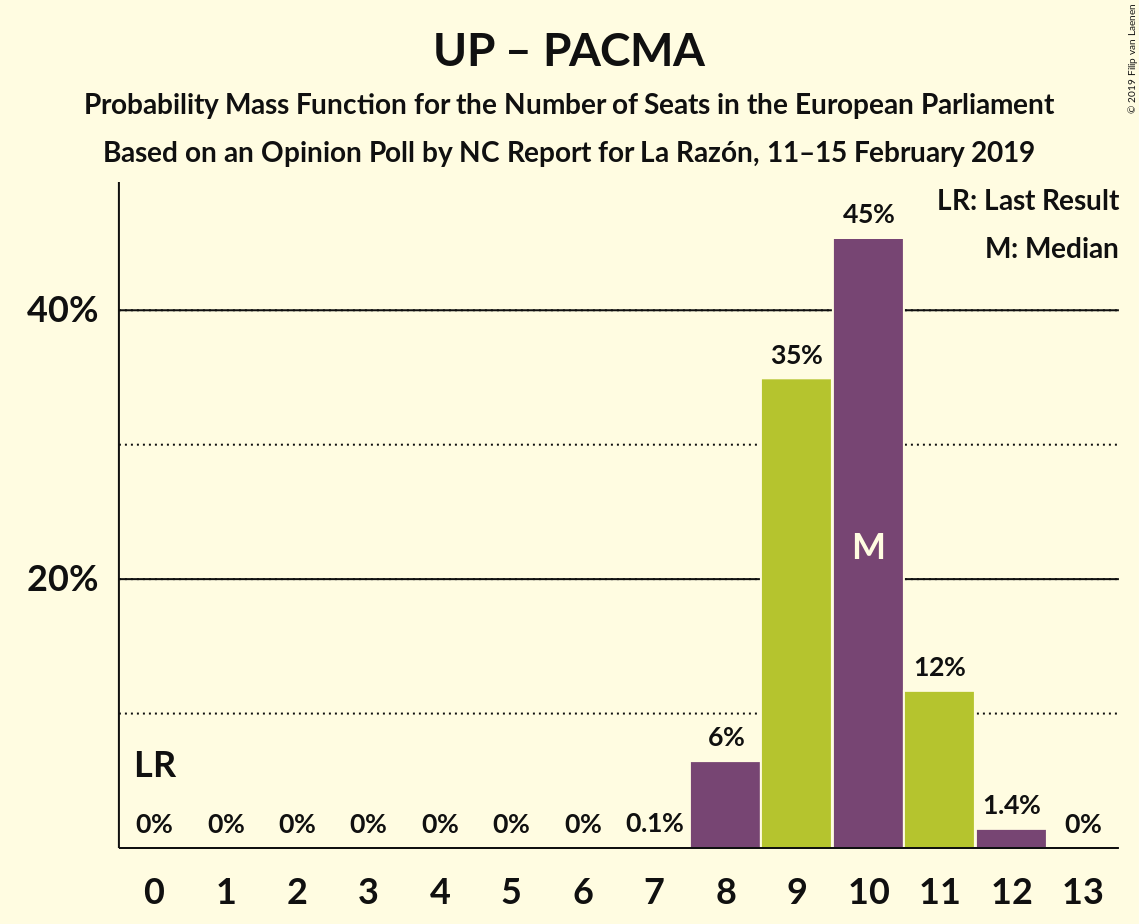 UP – PACMA
Probability Mass Function for the Number of Seats in the European Parliament
Based on an Opinion Poll by NC Report for La Razón, 11–15 February 2019
© 2019 Filip van Laenen
LR: Last Result
M: Median
45%
40%
35%
M
20%
12%
6%
LR
1.4%
0% 0% 0% 0% 0% 0% 0% 0.1% 0%
0 1 2 3 4 5 6 7 8 9 10 11 12 13